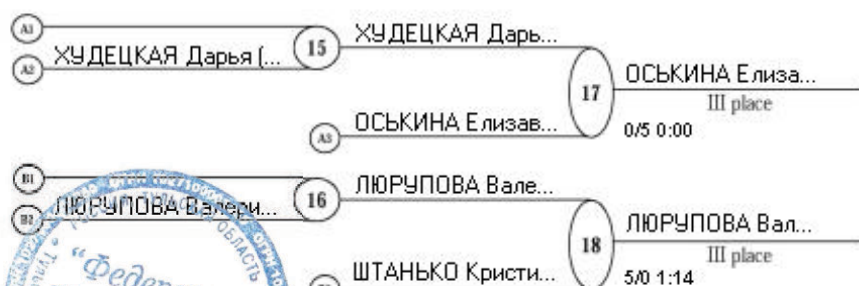 A1
ХУДЕЦКАЯ Дарья (...
A2
15
ХУДЕЦКАЯ Дарь...
ОСЬКИНА Елизав...
A3
17
ОСЬКИНА Елиза...
III place
0/5 0:00
B1
ЛЮРУПОВА Валери...
B2
16
ЛЮРУПОВА Вале...
ШТАНЬКО Кристи...
18
ЛЮРУПОВА Вал...
III place
5/0 1:14
ОБЛАСТЬ